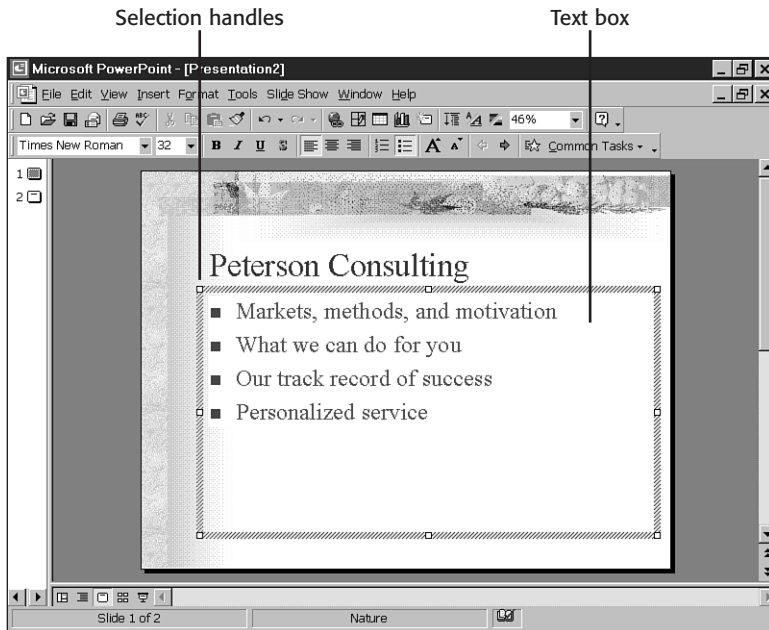 Selection handles Text box
Microsoft PowerPoint - [Presentation2]
File Edit View Insert Format Tools Slide Show Window Help
46%
Times New Roman 32 B I U S A A Common Tasks
1
2
Peterson Consulting
Markets, methods, and motivation
What we can do for you
Our track record of success
Personalized service
Slide 1 of 2 Nature